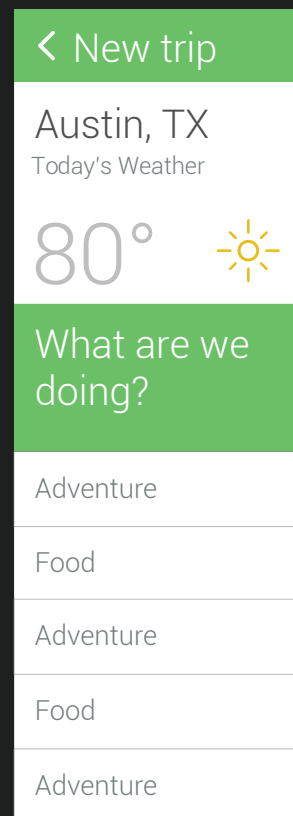 New trip
Austin, TX
Today's Weather
80°
What are we
doing?
Adventure
Food
Adventure
Food
Adventure